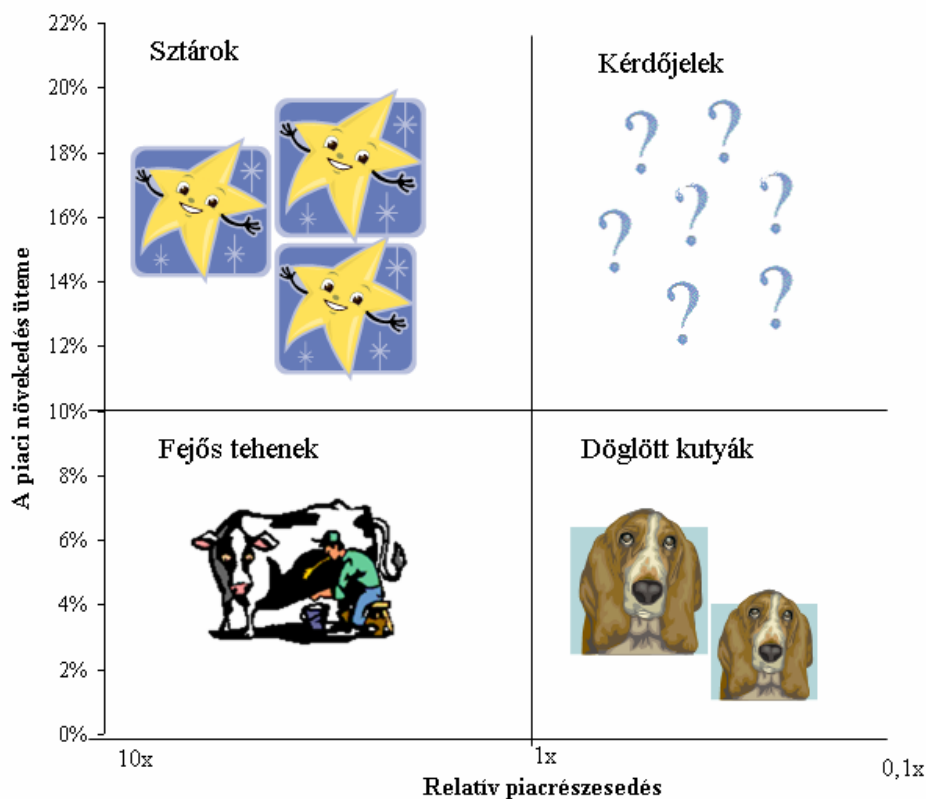 22%
20%
18%
16%
14%
12%
10%
8%
6%
4%
2%
0%
A piaci növekedés üteme
Sztárok
Kérdőjelek
Fejős tehenek
Döglött kutyák
10x
1x
0,1x
Relatív piacrészesedés